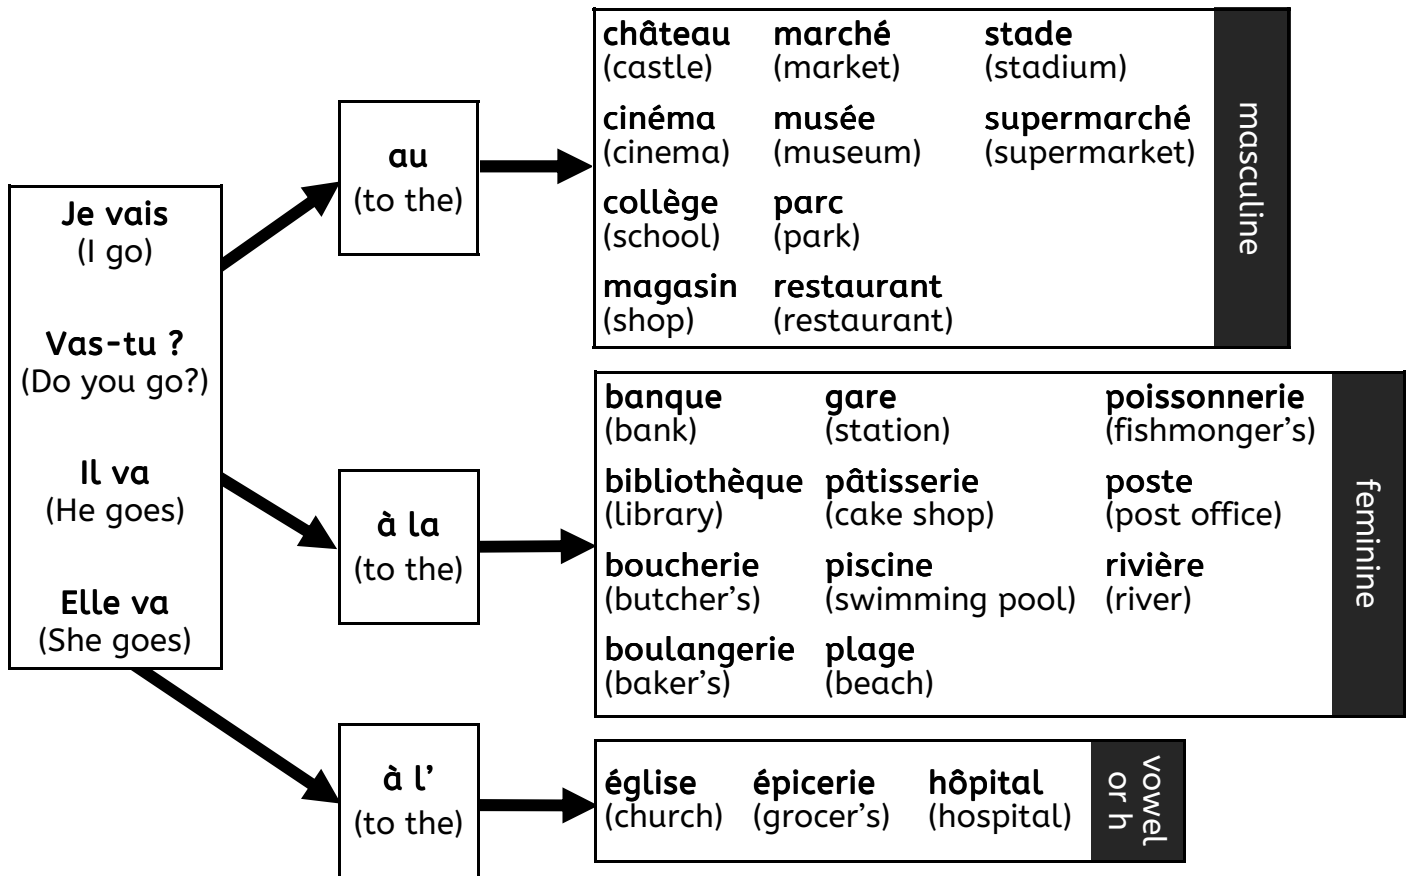 Je vais
(I go)
Vas-tu ?
(Do you go?)
Il va
(He goes)
Elle va
(She goes)
au
(to the)
château marché stade
(castle) (market) (stadium)
cinéma musée supermarché
(cinema) (museum) (supermarket)
collège parc
(school) (park)
magasin restaurant
(shop) (restaurant)
masculine
à la
(to the)
banque gare poissonnerie
(bank) (station) (fishmonger’s)
bibliothèque pâtisserie poste
(library) (cake shop) (post office)
boucherie piscine rivière
(butcher’s) (swimming pool) (river)
boulangerie plage
(baker’s) (beach)
feminine
à l’
(to the)
église épicerie hôpital
(church) (grocer’s) (hospital)
vowel
or h